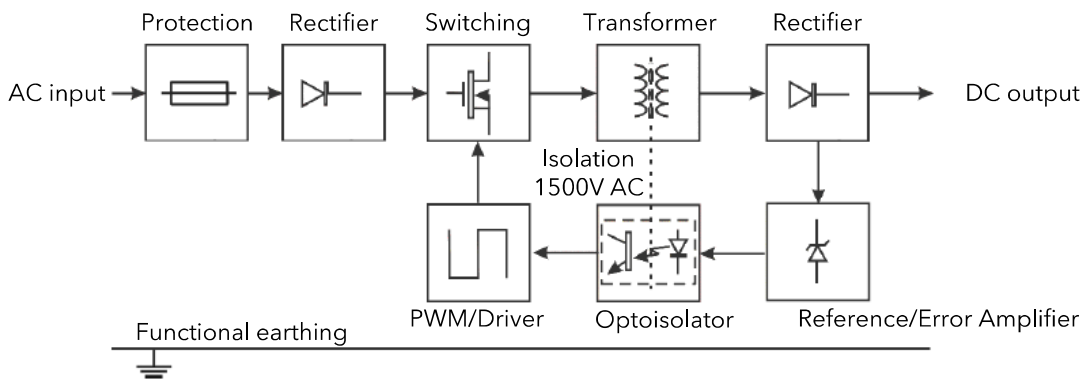 Protection
Rectifier
Switching
Transformer
Rectifier
AC input
DC output
Isolation
1500V AC
PWM/Driver
Optoisolator
Reference/Error Amplifier
Functional earthing